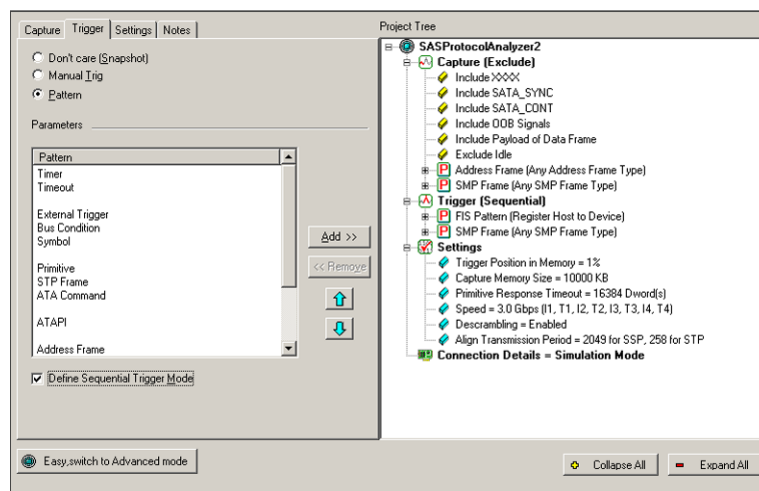 Capture Trigger Settings Notes
Don't care (Snapshot)
Manual Trig
Pattern
Parameters
Pattern
Timer
Timeout
External Trigger
Bus Condition
Symbol
Primitive
STP Frame
ATA Command
ATAPI
Address Frame
Define Sequential Trigger Mode
Add >>
<< Remove
Easy,switch to Advanced mode
Project Tree
SASProtocolAnalyzer2
Capture (Exclude)
Include XXXX
Include SATA_SYNC
Include SATA_CONT
Include OOB Signals
Include Payload of Data Frame
Exclude Idle
P Address Frame (Any Address Frame Type)
P SMP Frame (Any SMP Frame Type)
Trigger (Sequential)
P FIS Pattern (Register Host to Device)
P SMP Frame (Any SMP Frame Type)
Settings
Trigger Position in Memory = 1%
Capture Memory Size = 10000 KB
Primitive Response Timeout = 16384 Dword(s)
Speed = 3.0 Gbps (I1, T1, I2, T2, I3, T3, I4, T4)
Descrambling = Enabled
Align Transmission Period = 2049 for SSP, 258 for STP
Connection Details = Simulation Mode
Collapse All
Expand All